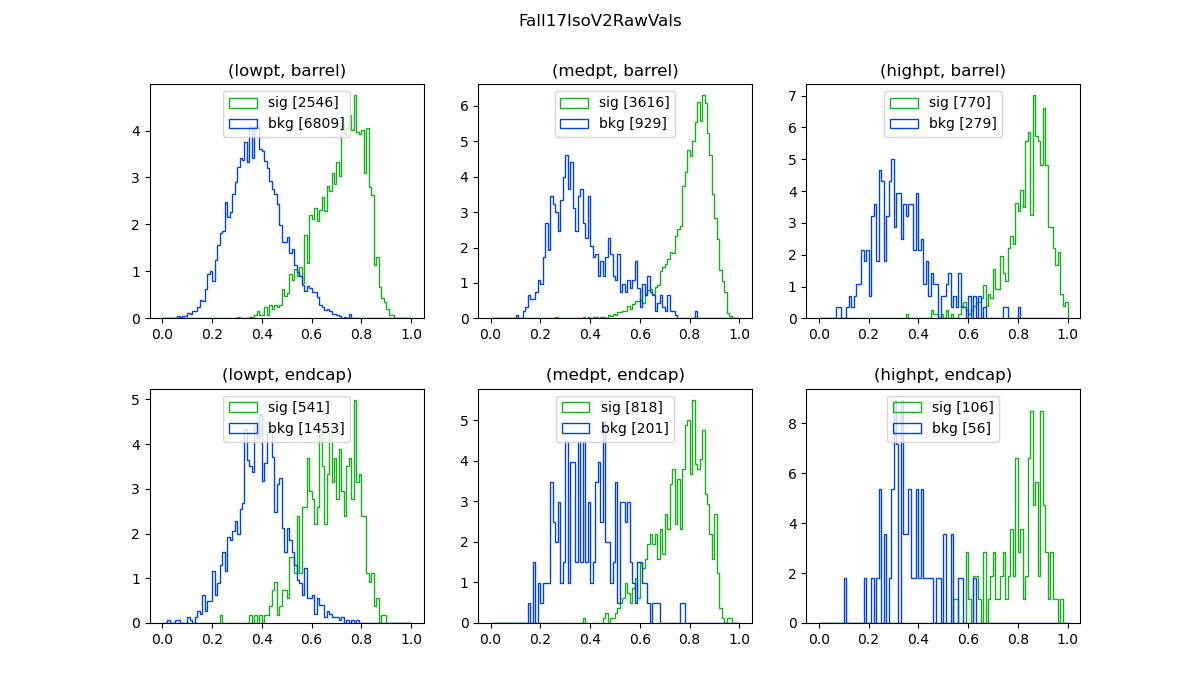 Fall17IsoV2RawVals
(lowpt, barrel)
sig [2546]
bkg [6809]
0
1
2
3
4
0.0 0.2 0.4 0.6 0.8 1.0
(medpt, barrel)
sig [3616]
bkg [929]
0
1
2
3
4
5
6
0.0 0.2 0.4 0.6 0.8 1.0
(highpt, barrel)
sig [770]
bkg [279]
0
1
2
3
4
5
6
7
0.0 0.2 0.4 0.6 0.8 1.0
(lowpt, endcap)
sig [541]
bkg [1453]
0
1
2
3
4
5
0.0 0.2 0.4 0.6 0.8 1.0
(medpt, endcap)
sig [818]
bkg [201]
0
1
2
3
4
5
0.0 0.2 0.4 0.6 0.8 1.0
(highpt, endcap)
sig [106]
bkg [56]
0
2
4
6
8
0.0 0.2 0.4 0.6 0.8 1.0